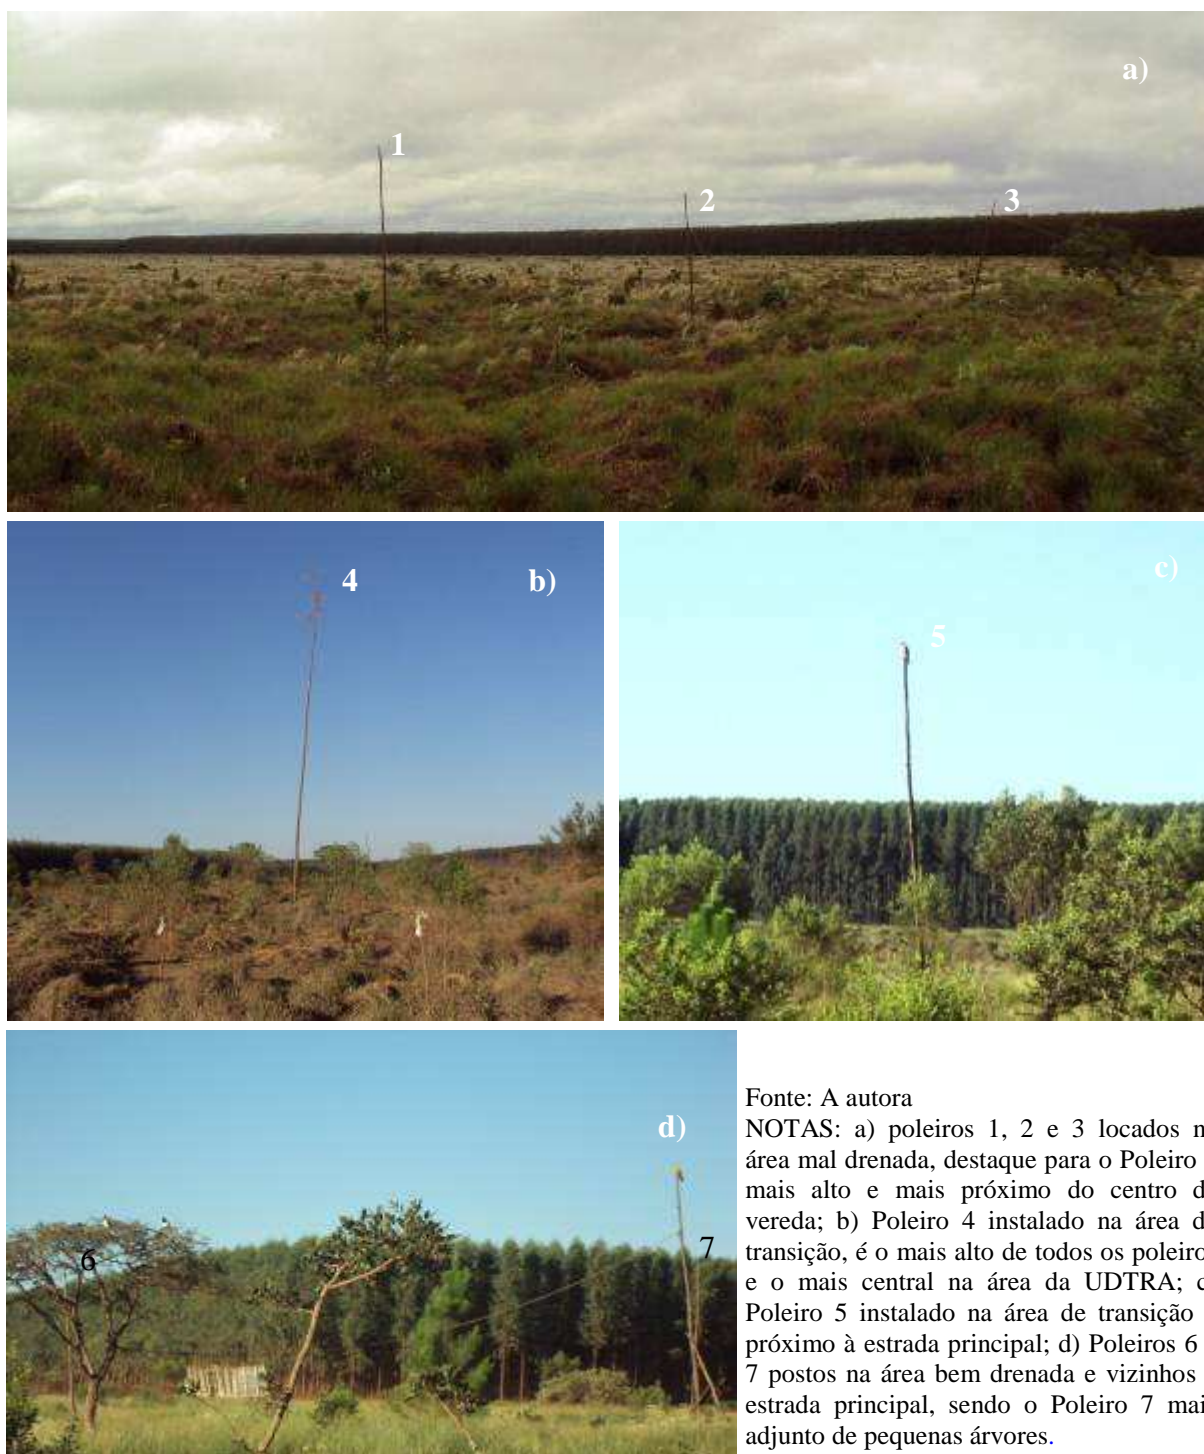 a)
1
2
3
4
b)
c)
5
d)
6
7
Fonte: A autora
NOTAS: a) poleiros 1, 2 e 3 locados n
área mal drenada, destaque para o Poleiro
mais alto e mais próximo do centro d
vereda; b) Poleiro 4 instalado na área d
transição, é o mais alto de todos os poleiro
e o mais central na área da UDTRA; c
Poleiro 5 instalado na área de transição
próximo à estrada principal; d) Poleiros 6
7 postos na área bem drenada e vizinhos
estrada principal, sendo o Poleiro 7 mai
adjunto de pequenas árvores.